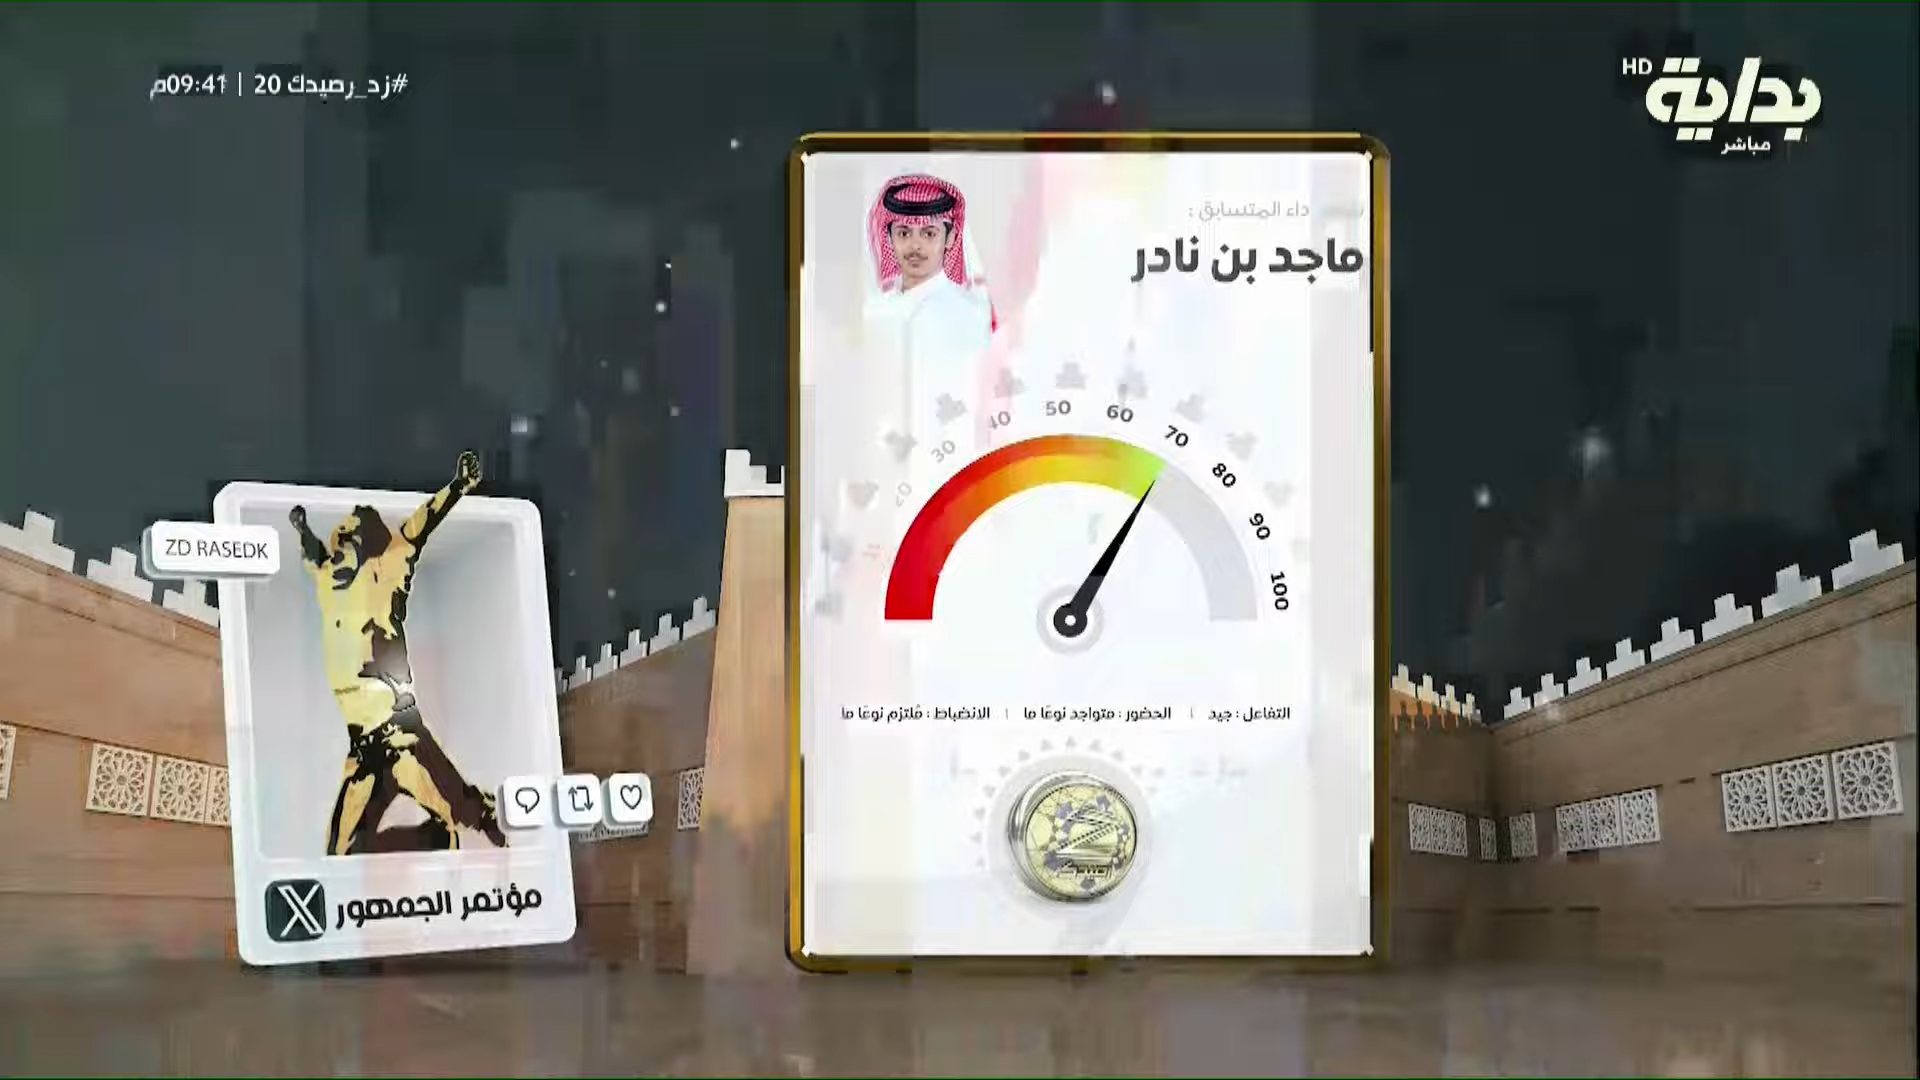 #زد_رصيدك 20 | 09:41م
HD
بداية
مباشر
داء المتسابق :
ماجد بن نادر
20
30
40
50
60
70
80
90
100
التفاعل : جيد | الحضور : متواجد نوعًا ما | الانضباط : مُلتزم نوعًا ما
ZD RASEDK
مؤتمر الجمهور X